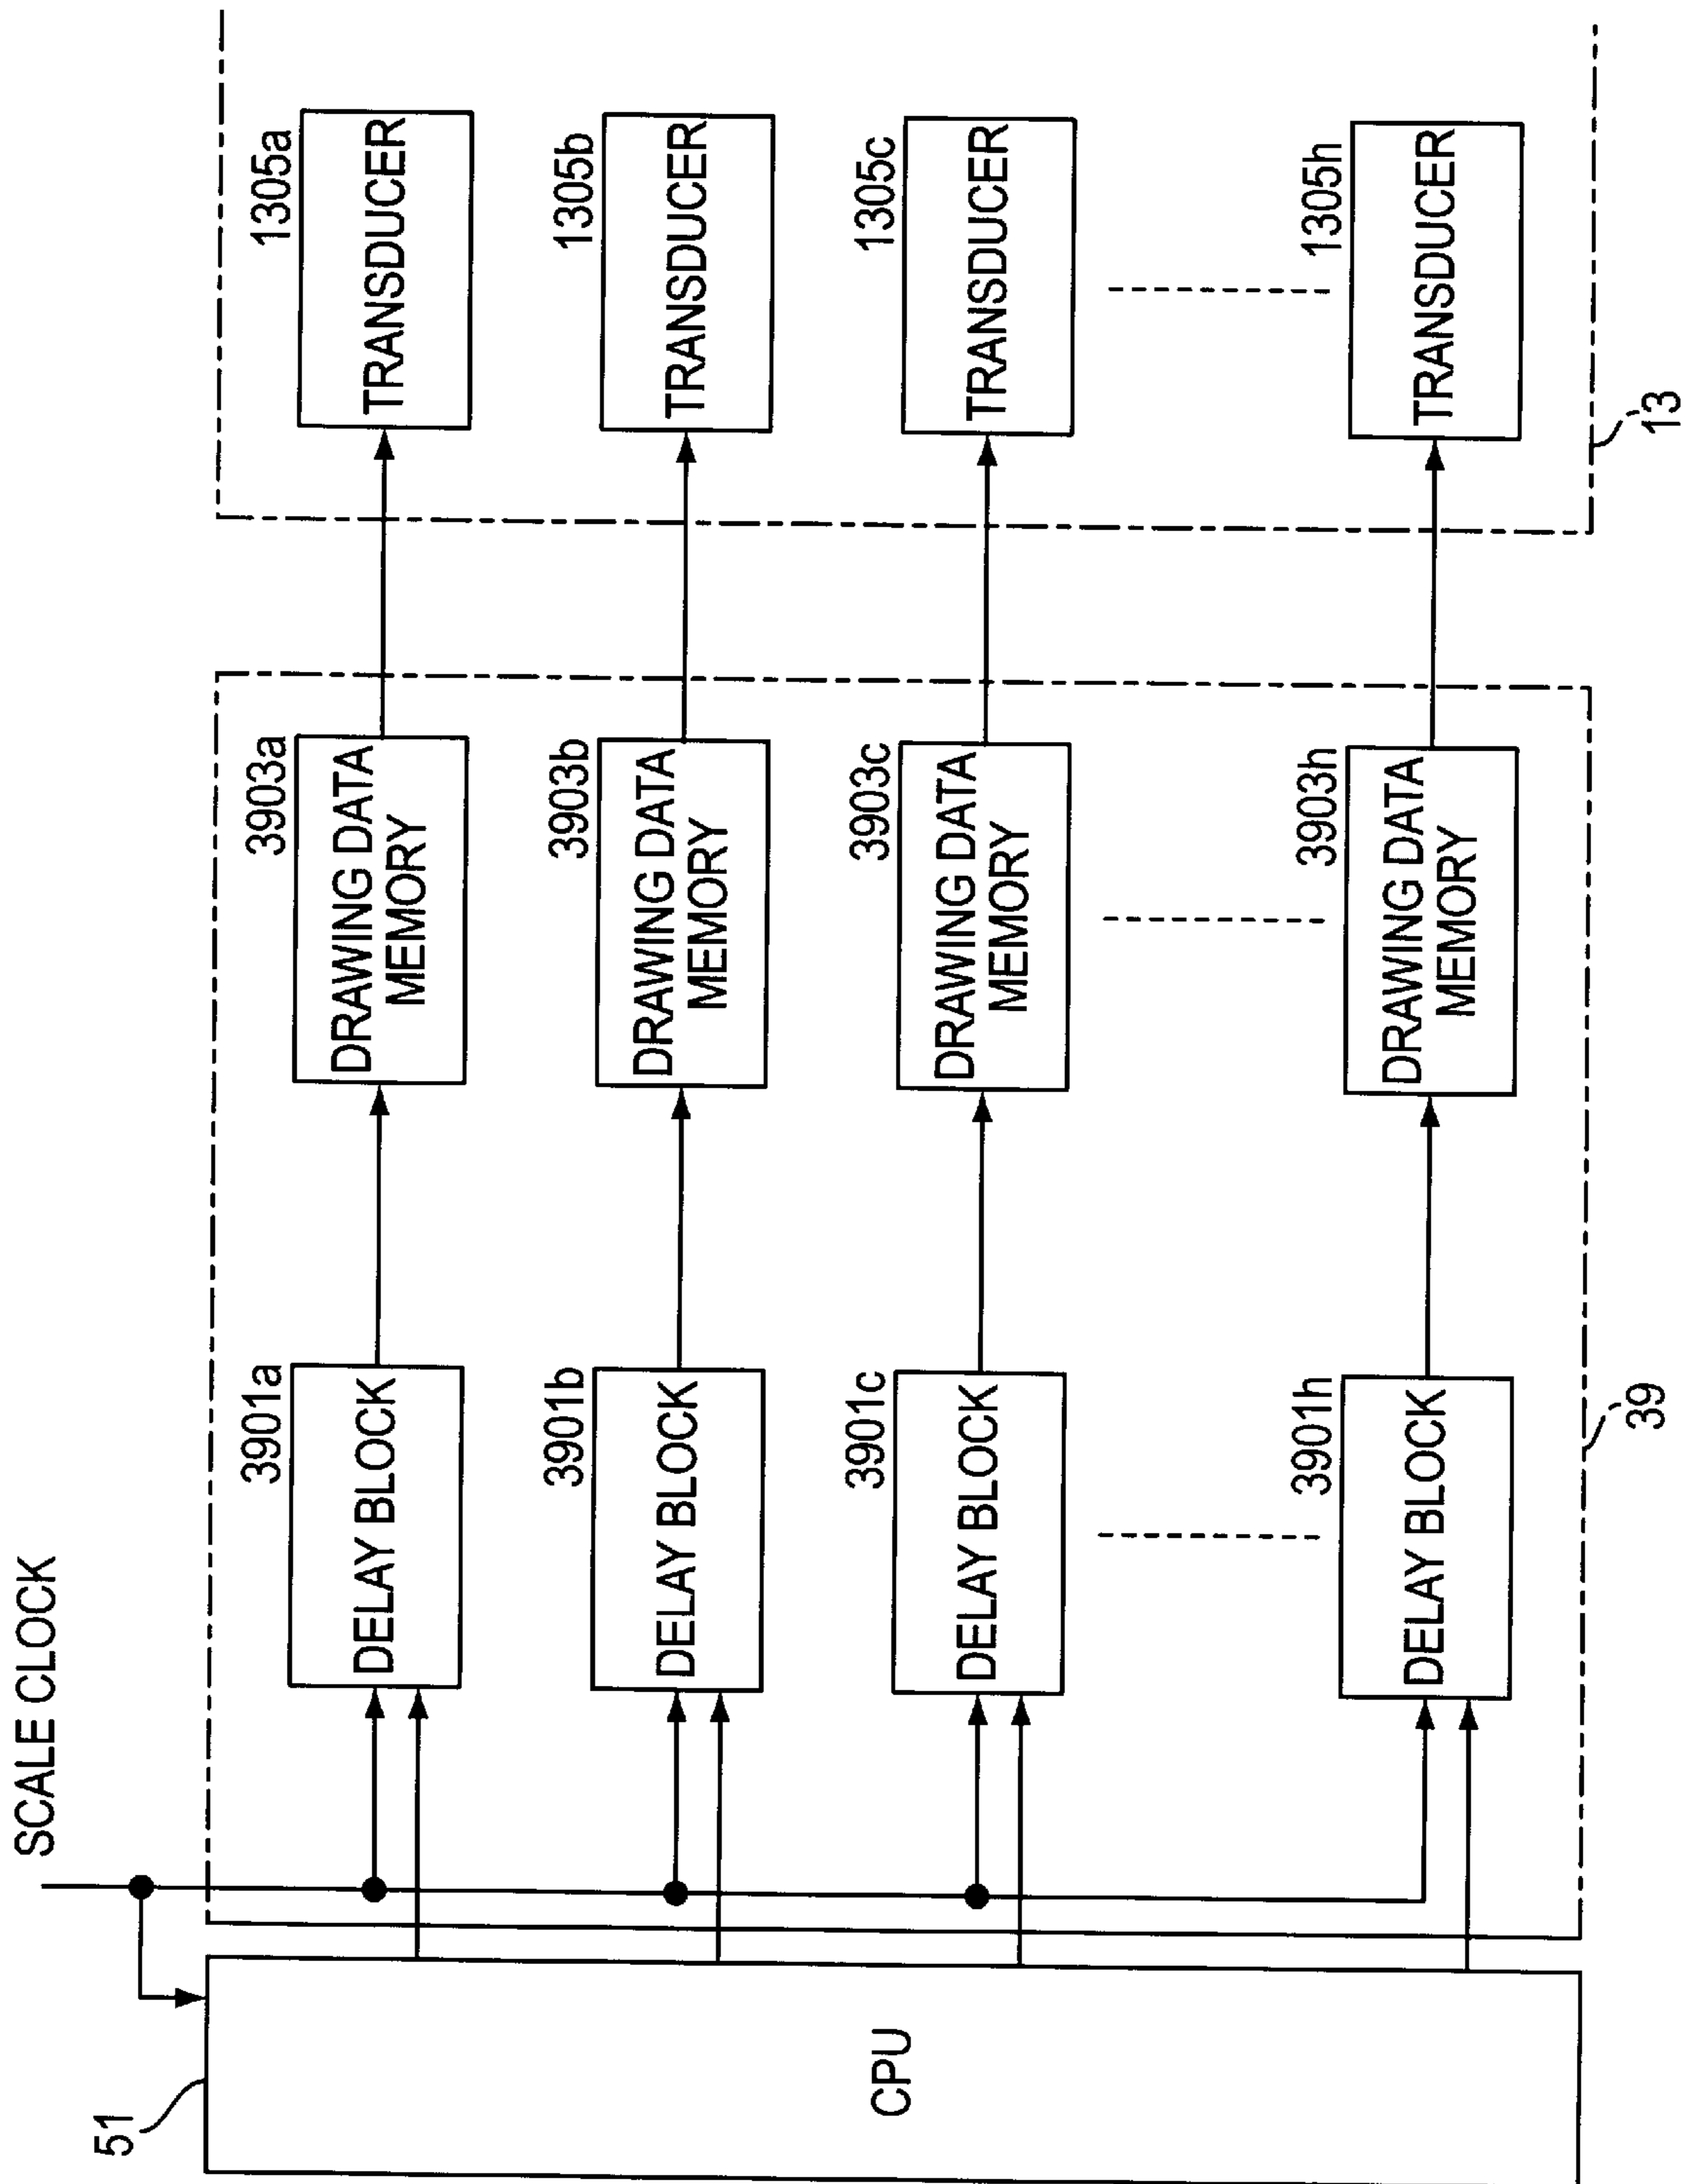 SCALE CLOCK
51
CPU
3901a
DELAY BLOCK
3903a
DRAWING DATA
MEMORY
1305a
TRANSDUCER
3901b
DELAY BLOCK
3903b
DRAWING DATA
MEMORY
1305b
TRANSDUCER
3901c
DELAY BLOCK
3903c
DRAWING DATA
MEMORY
1305c
TRANSDUCER
3901h
DELAY BLOCK
3903h
DRAWING DATA
MEMORY
1305h
TRANSDUCER
39
13